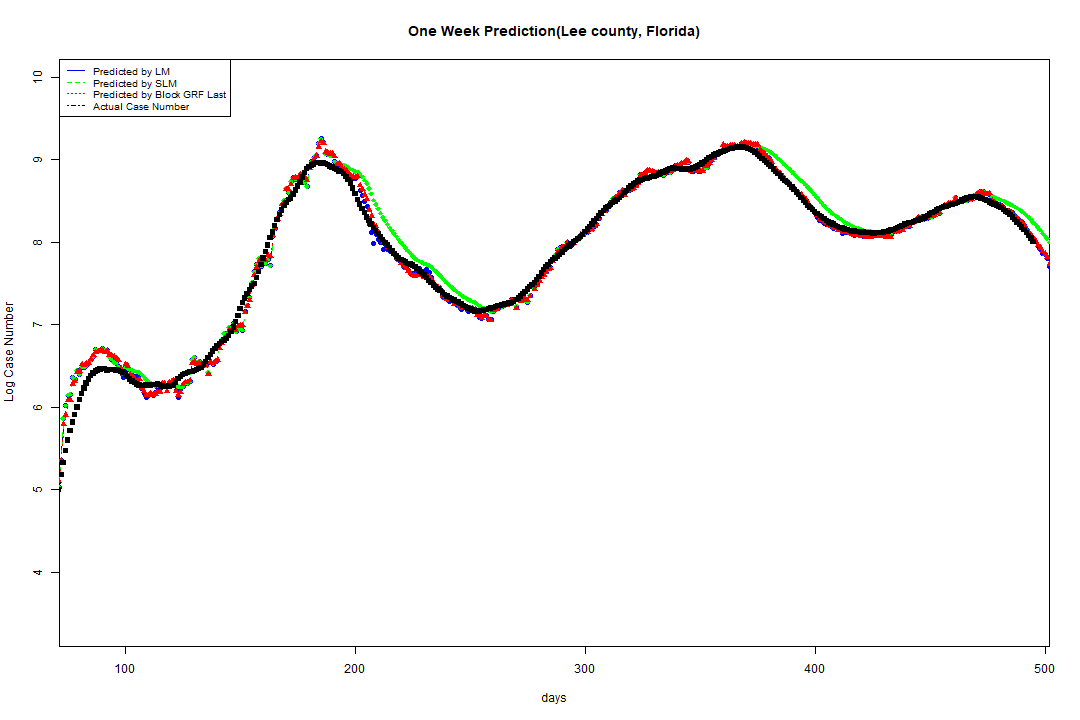 One Week Prediction(Lee county, Florida)
Predicted by LM
Predicted by SLM
Predicted by Block GRF Last
Actual Case Number
10
9
8
7
6
5
4
Log Case Number
100 200 300 400 500
days